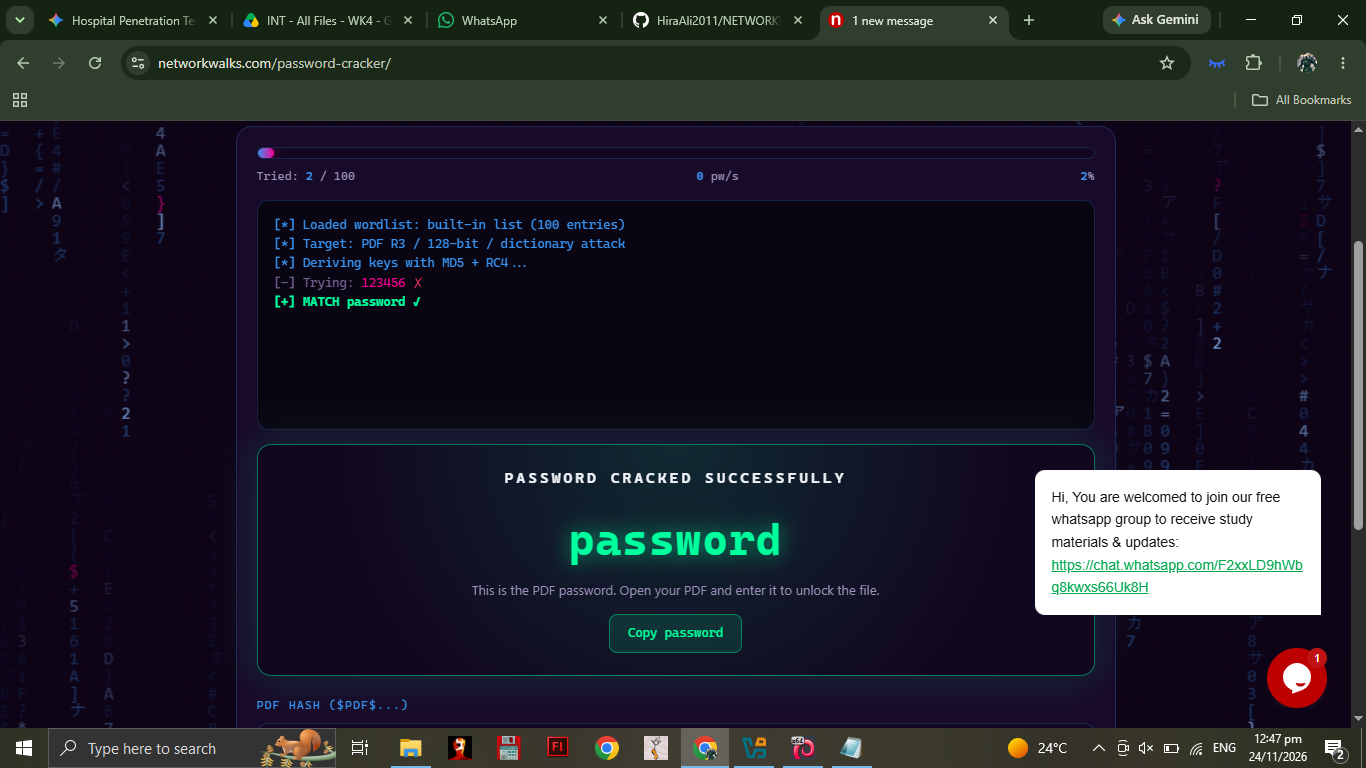 Hospital Penetration Te
INT - All Files - WK4 - G
WhatsApp
HiraAli2011/NETWORK
1 new message
Ask Gemini
networkwalks.com/password-cracker/
All Bookmarks
Tried: 2 / 100
0 pw/s
2%
[*] Loaded wordlist: built-in list (100 entries)
[*] Target: PDF R3 / 128-bit / dictionary attack
[*] Deriving keys with MD5 + RC4...
[-] Trying: 123456 ✗
[+] MATCH password ✓
PASSWORD CRACKED SUCCESSFULLY
password
This is the PDF password. Open your PDF and enter it to unlock the file.
Copy password
PDF HASH ($PDF$...)
Hi, You are welcomed to join our free
whatsapp group to receive study
materials & updates:
https://chat.whatsapp.com/F2xxLD9hWb
q8kwxs66Uk8H
1
Type here to search
24°C
ENG
12:47 pm
24/11/2026
2